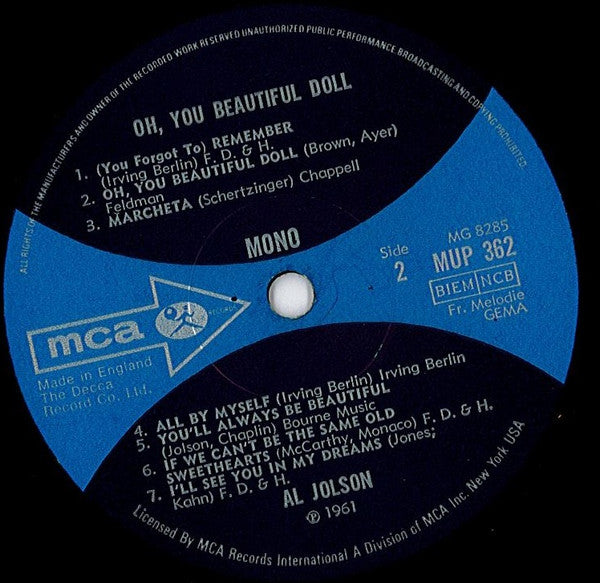 ALL RIGHTS OF THE MANUFACTURERS AND OWNER OF THE RECORDED WORK RESERVED UNAUTHORIZED PUBLIC PERFORMANCE BROADCASTING AND COPYING PROHIBITED
OH, YOU BEAUTIFUL DOLL
1. (You Forgot To) REMEMBER
(Irving Berlin) F. D. & H.
2. OH, YOU BEAUTIFUL DOLL (Brown, Ayer)
Feldman
3. MARCHETA (Schertzinger) Chappell
MONO
Side
2
MG 8285
MUP 362
BIEM NCB
Fr. Melodie
GEMA
mca
Made in England
The Decca
Record Co. Ltd.
4. ALL BY MYSELF (Irving Berlin) Irving Berlin
5. YOU'LL ALWAYS BE BEAUTIFUL
(Jolson, Chaplin) Bourne Music
6. IF WE CAN'T BE THE SAME OLD
SWEETHEARTS (McCarthy, Monaco) F. D. & H.
7. I'LL SEE YOU IN MY DREAMS (Jones;
Kahn) F. D. & H.
AL JOLSON
℗ 1961
Licensed By MCA Records International A Division of MCA Inc. New York USA